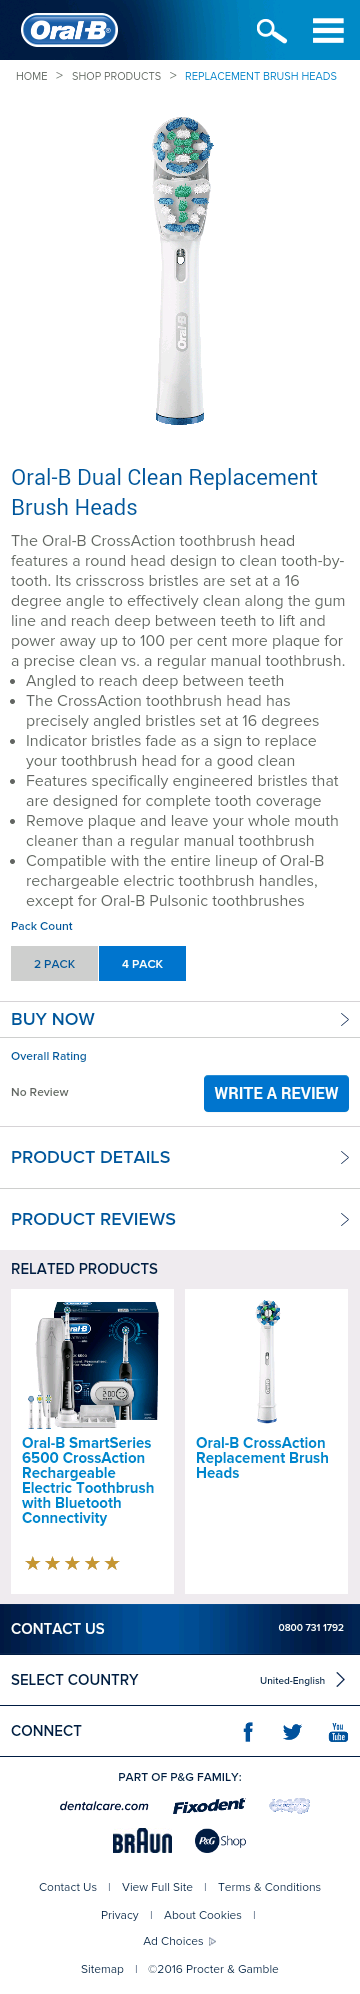 Oral-B
HOME > SHOP PRODUCTS > REPLACEMENT BRUSH HEADS
Oral-B
Oral-B Dual Clean Replacement
Brush Heads
The Oral-B CrossAction toothbrush head
features a round head design to clean tooth-by-
tooth. Its crisscross bristles are set at a 16
degree angle to effectively clean along the gum
line and reach deep between teeth to lift and
power away up to 100 per cent more plaque for
a precise clean vs. a regular manual toothbrush.
• Angled to reach deep between teeth
• The CrossAction toothbrush head has
precisely angled bristles set at 16 degrees
• Indicator bristles fade as a sign to replace
your toothbrush head for a good clean
• Features specifically engineered bristles that
are designed for complete tooth coverage
• Remove plaque and leave your whole mouth
cleaner than a regular manual toothbrush
• Compatible with the entire lineup of Oral-B
rechargeable electric toothbrush handles,
except for Oral-B Pulsonic toothbrushes
Pack Count
2 PACK 4 PACK
BUY NOW
Overall Rating
No Review WRITE A REVIEW
PRODUCT DETAILS
PRODUCT REVIEWS
RELATED PRODUCTS
Oral-B
Oral-B SmartSeries
6500 CrossAction
Rechargeable
Electric Toothbrush
with Bluetooth
Connectivity
Oral-B CrossAction
Replacement Brush
Heads
CONTACT US 0800 731 1792
SELECT COUNTRY United-English
CONNECT You Tube
PART OF P&G FAMILY:
dentalcare.com Fixodent
BRAUN P&G Shop
Contact Us | View Full Site | Terms & Conditions
Privacy | About Cookies |
Ad Choices
Sitemap | ©2016 Procter & Gamble